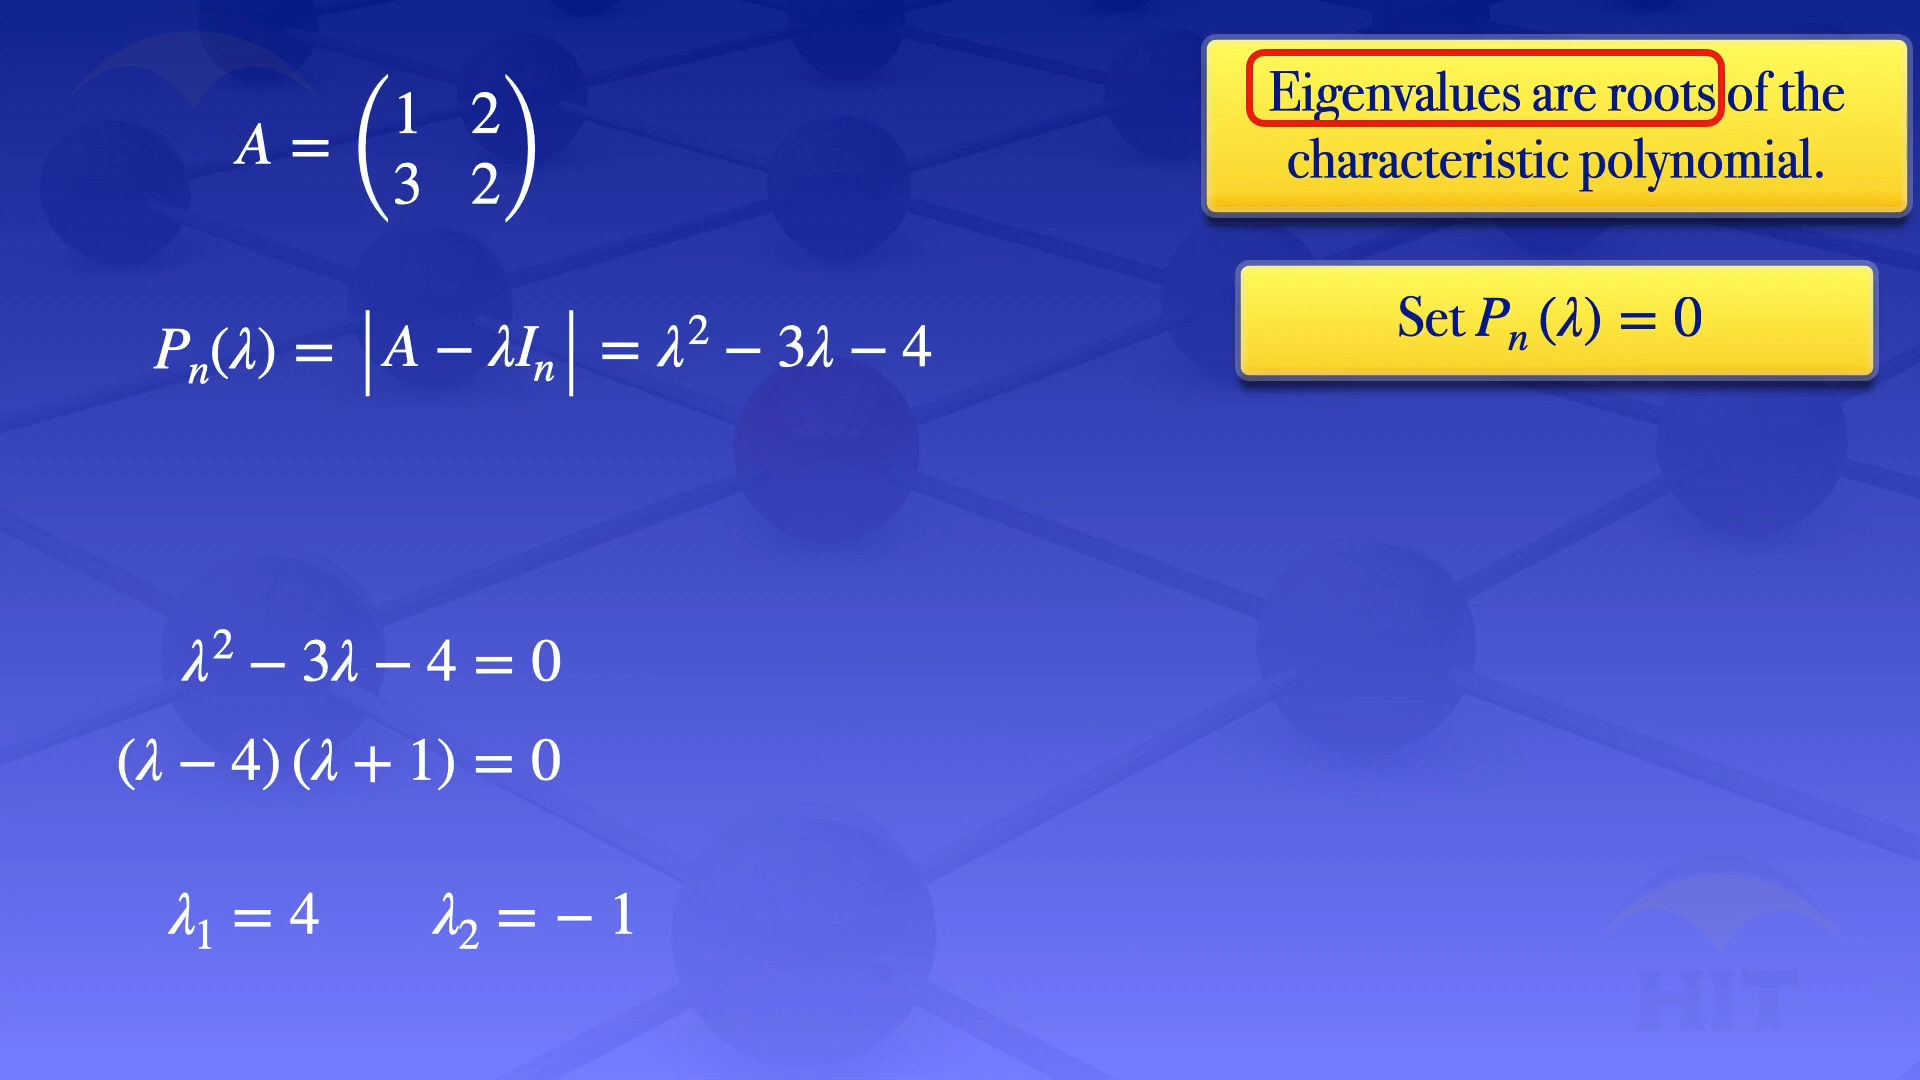 A = (1 2
3 2)
Eigenvalues are roots of the
characteristic polynomial.
Set Pₙ (λ) = 0
Pₙ(λ) = |A − λIₙ| = λ² − 3λ − 4
λ² − 3λ − 4 = 0
(λ − 4) (λ + 1) = 0
λ₁ = 4 λ₂ = − 1
HIT